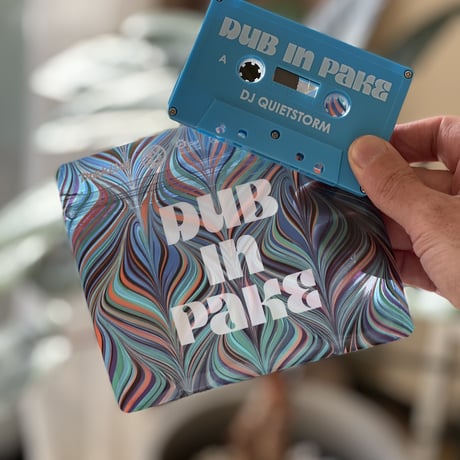 DUB IN PAKE
A
DJ QUIETSTORM
DUB
IN
PAKE